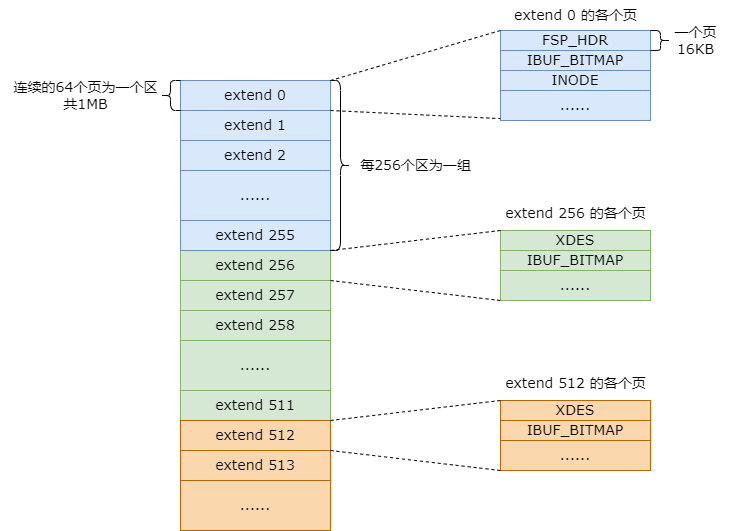 extend 0 的各个页
FSP_HDR
IBUF_BITMAP
INODE
......
一个页
16KB
连续的64个页为一个区
共1MB
extend 0
extend 1
extend 2
......
extend 255
每256个区为一组
extend 256
extend 257
extend 258
......
extend 511
extend 256 的各个页
XDES
IBUF_BITMAP
......
extend 512
extend 513
......
extend 512 的各个页
XDES
IBUF_BITMAP
......